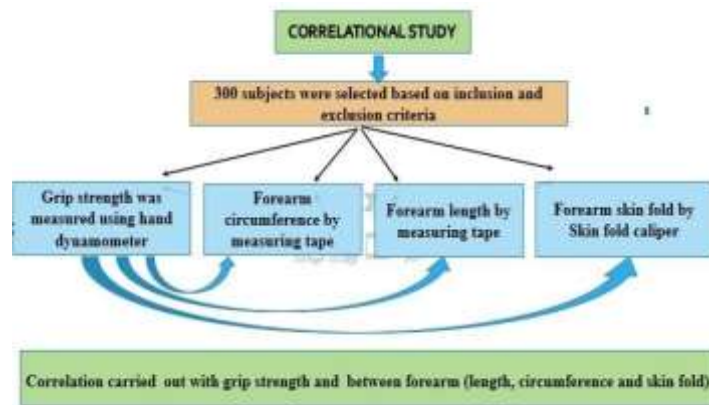 CORRELATIONAL STUDY
300 subjects were selected based on inclusion and
exclusion criteria
Grip strength was
measured using hand
dynamometer
Forearm
circumference by
measuring tape
Forearm length by
measuring tape
Forearm skin fold by
Skin fold caliper
Correlation carried out with grip strength and between forearm (length, circumference and skin fold)